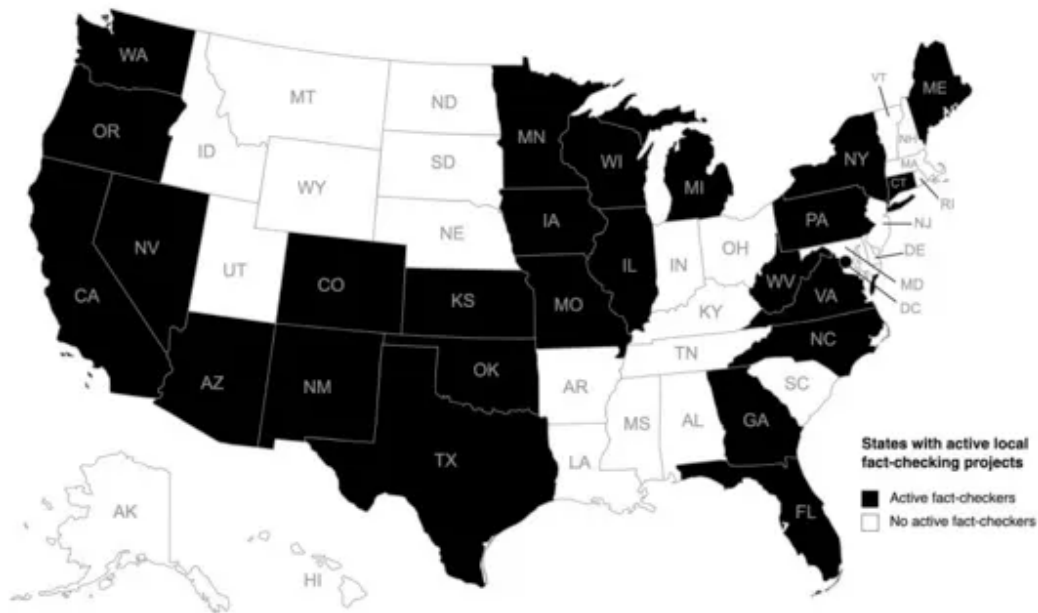 WA
MT
ND
ME
VT
OR
MN
ID
SD
WI
NY
NH
MA
WY
MI
CT
RI
IA
PA
NJ
NE
NV
OH
DE
UT
IL
IN
CO
WV
MD
CA
KS
MO
VA
DC
KY
NC
TN
AZ
NM
OK
AR
SC
MS
AL
GA
TX
LA
States with active local
fact-checking projects
Active fact-checkers
No active fact-checkers
FL
AK
HI